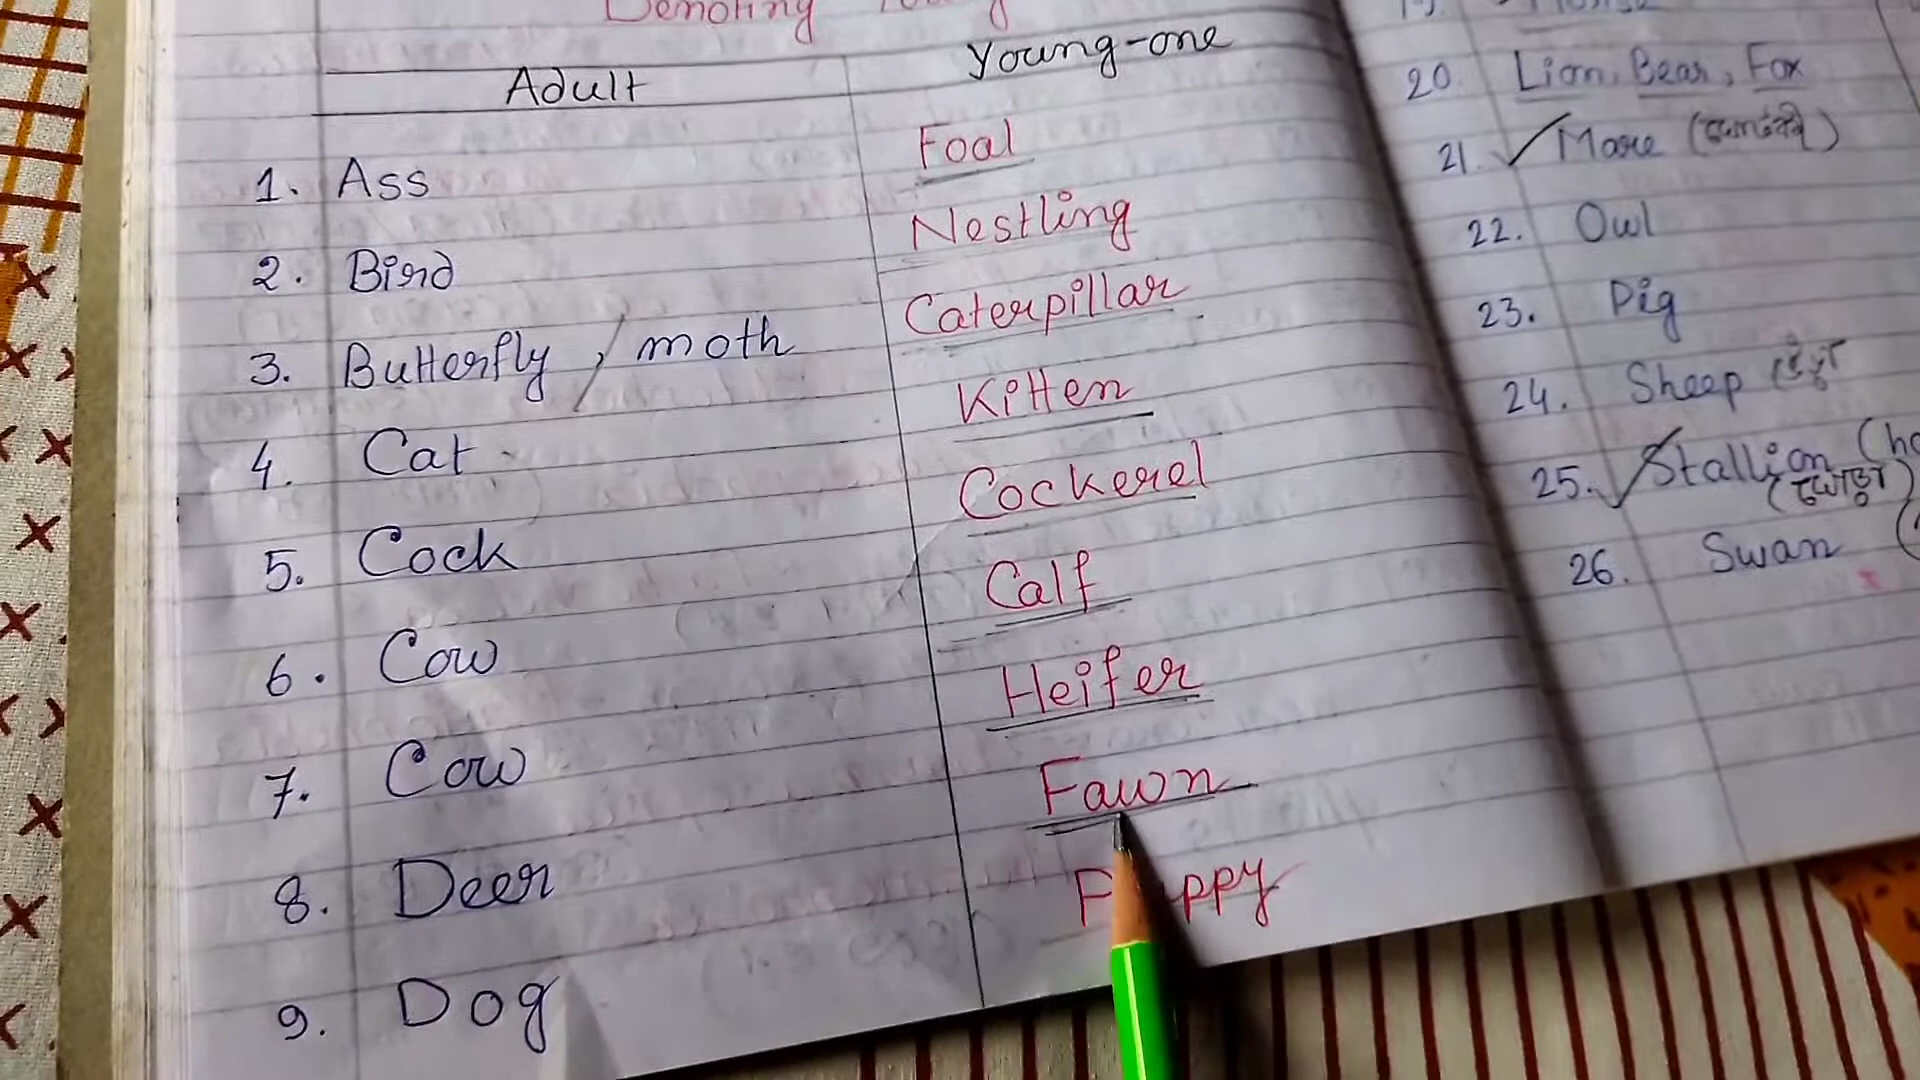 Denoting
Adult Young-one
1. Ass Foal
2. Bird Nestling
3. Butterfly / moth Caterpillar
4. Cat Kitten
5. Cock Cockerel
6. Cow Calf
7. Cow Heifer
8. Deer Fawn
9. Dog Puppy
20. Lion, Bear, Fox
21. Mare
22. Owl
23. Pig
24. Sheep
25. Stallion
26. Swan